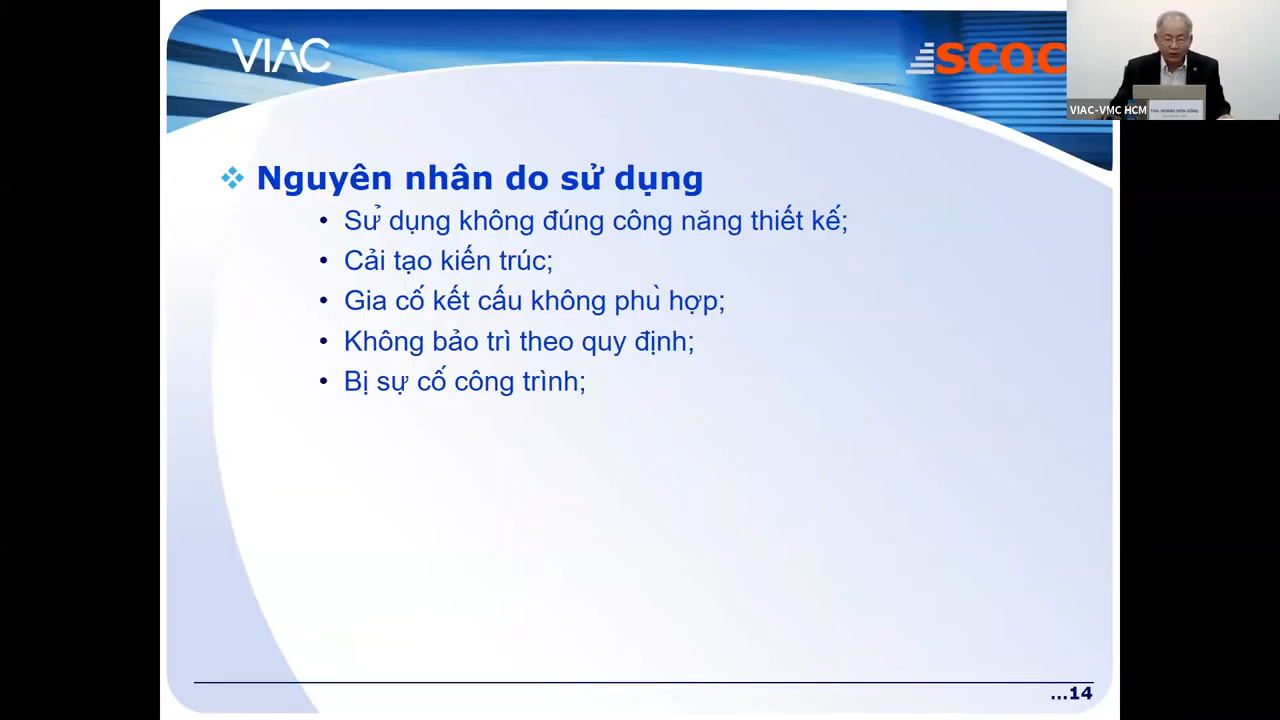 VIAC
scqc
VIAC-VMC HCM
Nguyên nhân do sử dụng
• Sử dụng không đúng công năng thiết kế;
• Cải tạo kiến trúc;
• Gia cố kết cấu không phù hợp;
• Không bảo trì theo quy định;
• Bị sự cố công trình;
...14